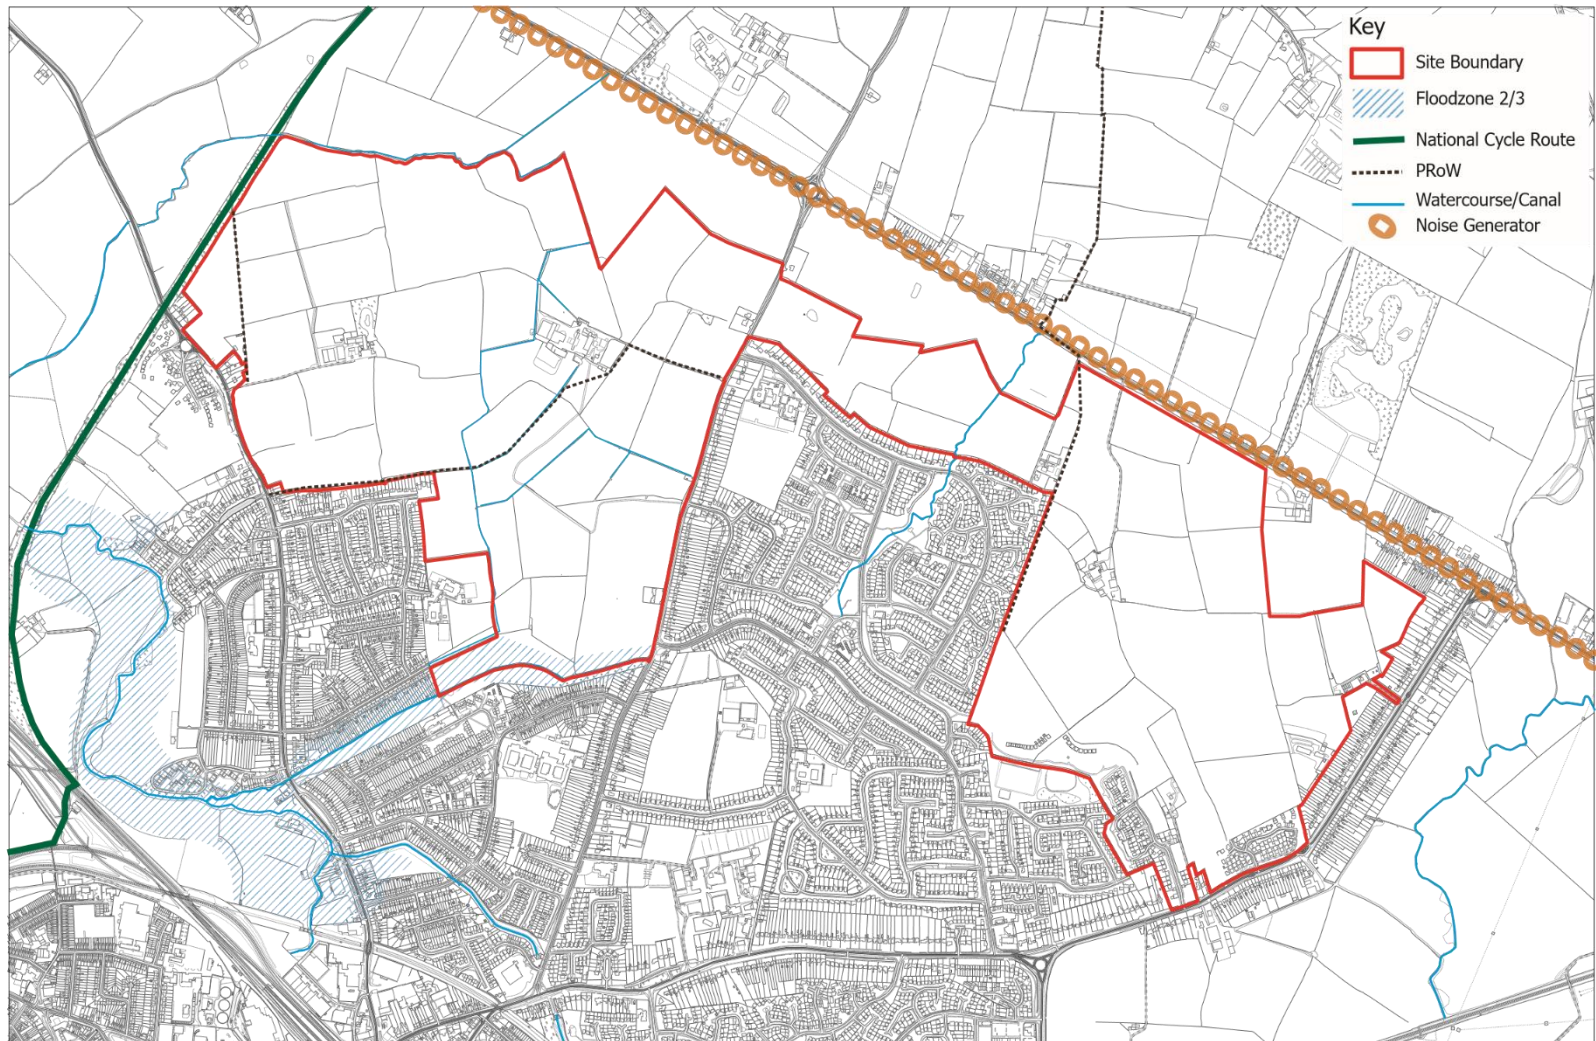 Key
Site Boundary
Floodzone 2/3
National Cycle Route
PRoW
Watercourse/Canal
Noise Generator